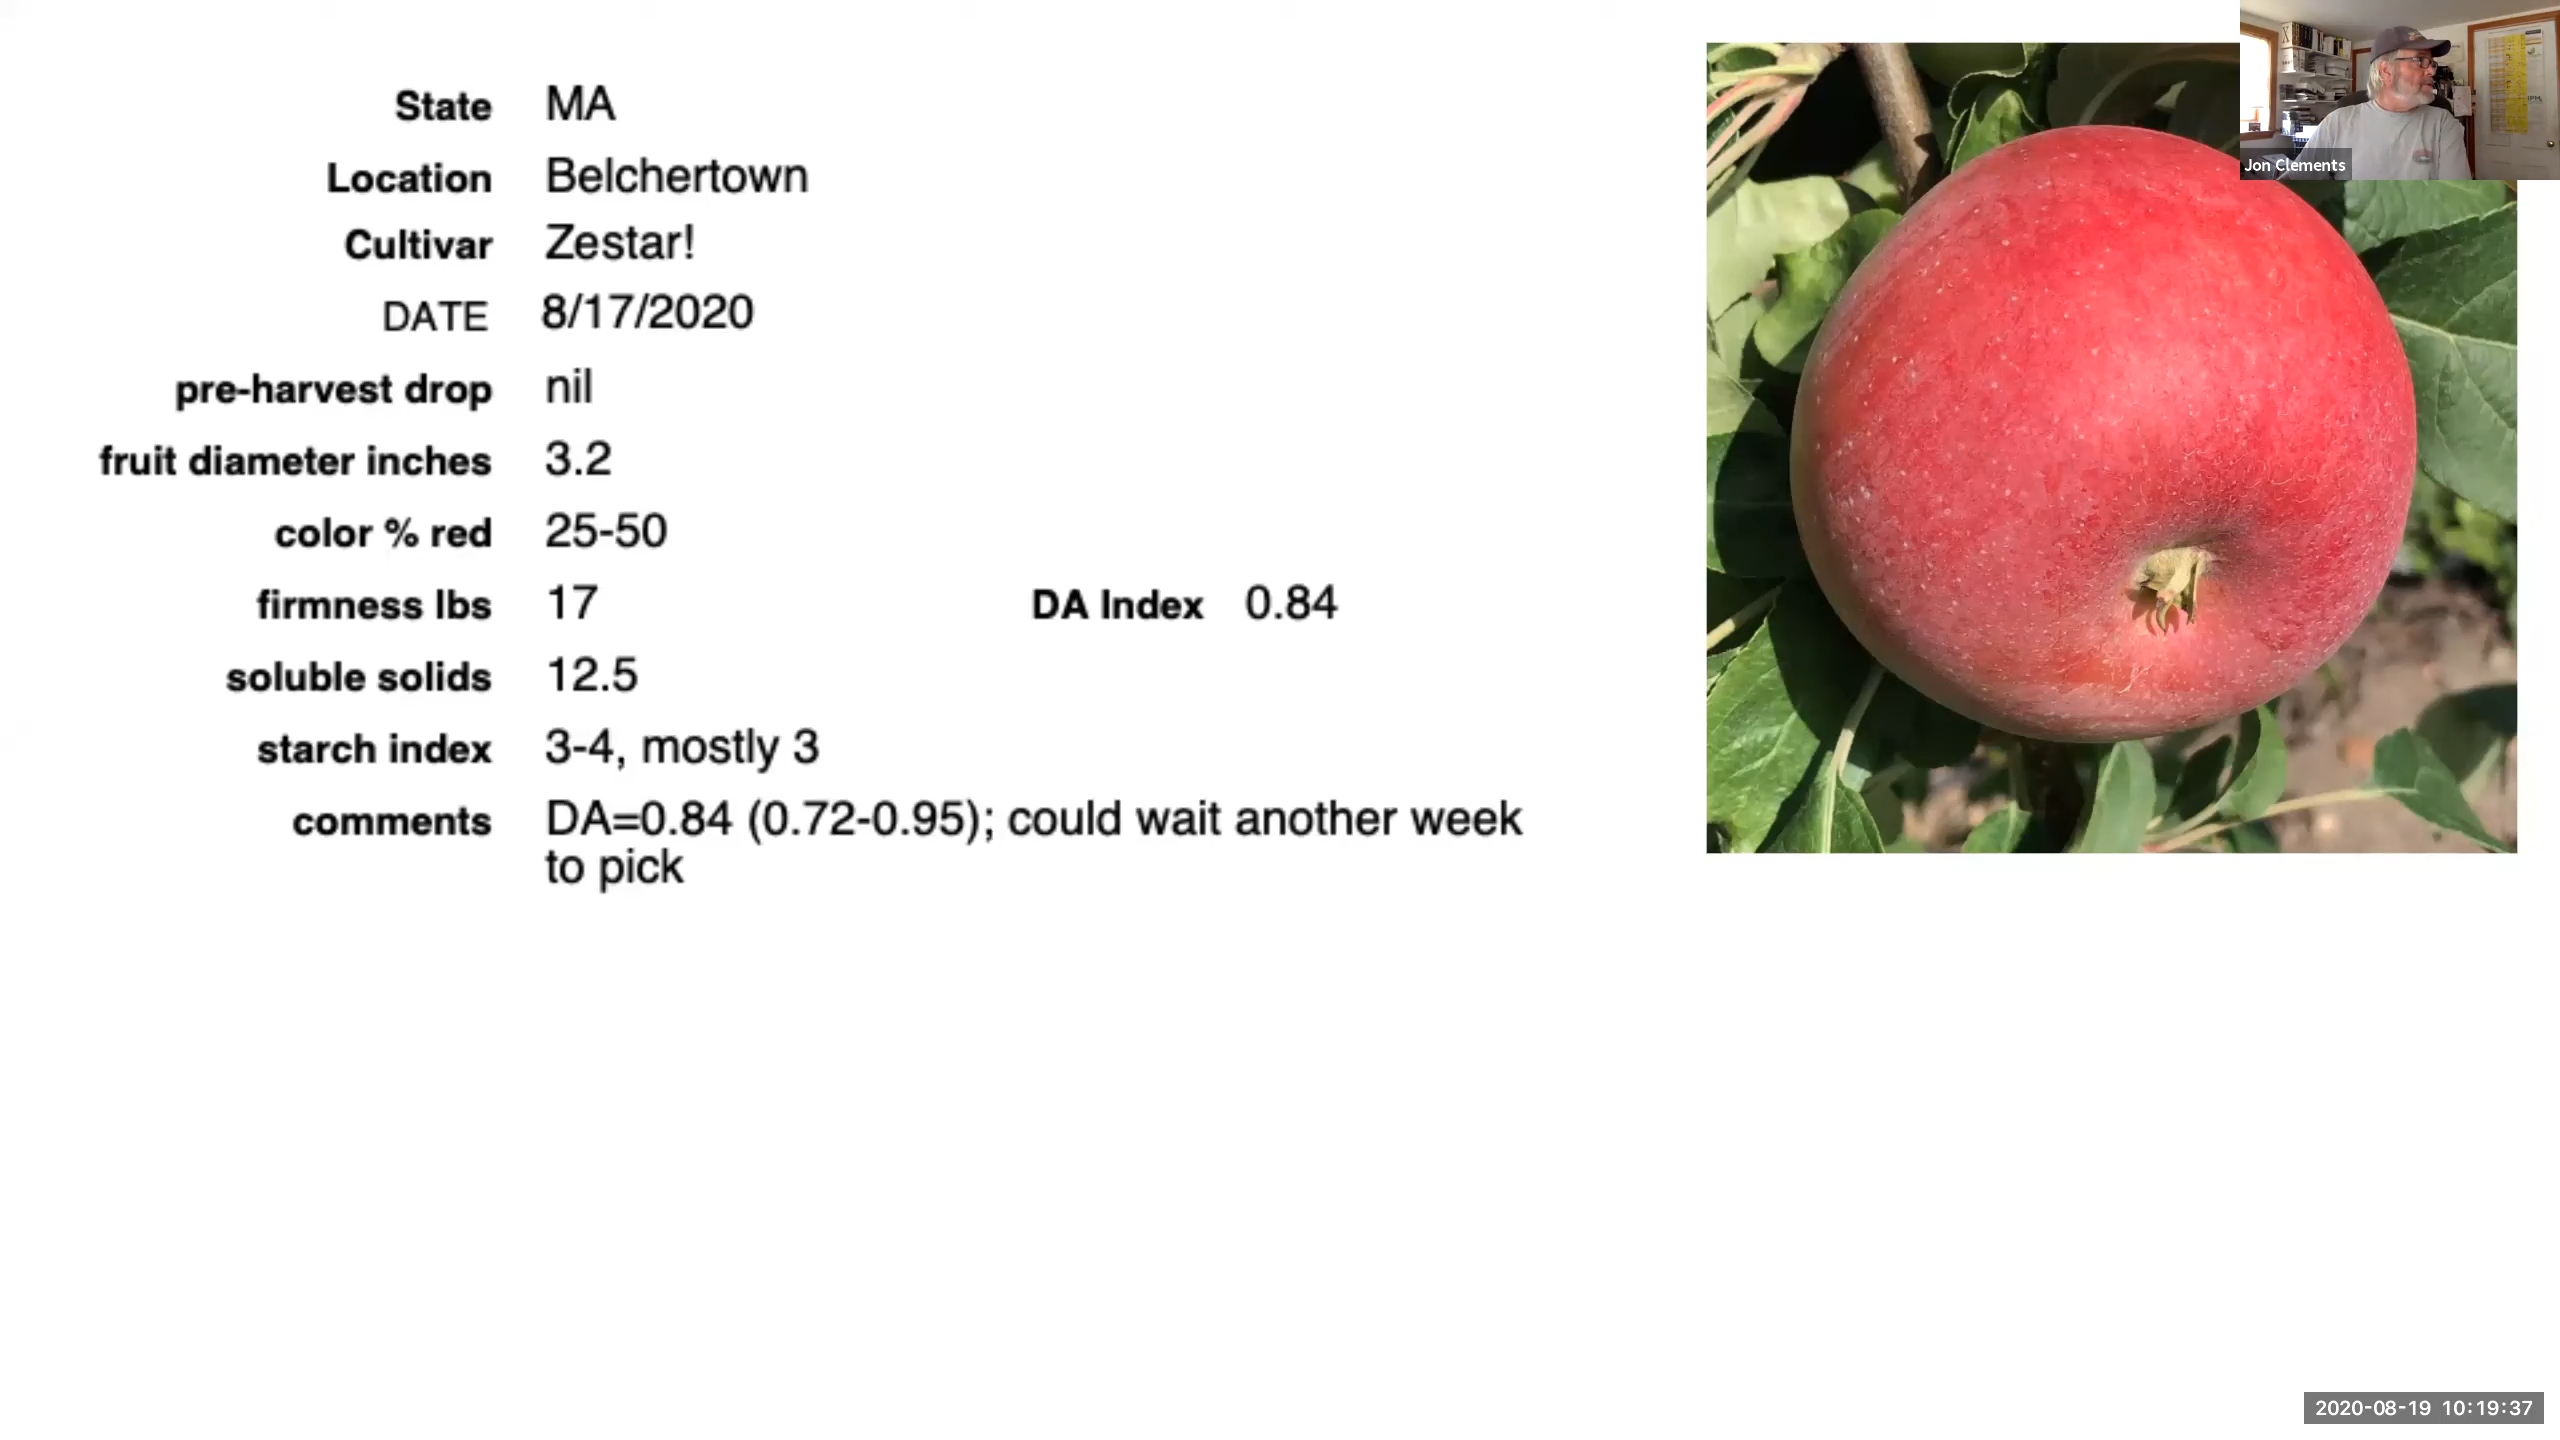 State MA
Location Belchertown
Cultivar Zestar!
DATE 8/17/2020
pre-harvest drop nil
fruit diameter inches 3.2
color % red 25-50
firmness lbs 17 DA Index 0.84
soluble solids 12.5
starch index 3-4, mostly 3
comments DA=0.84 (0.72-0.95); could wait another week
to pick
Jon Clements
2020-08-19 10:19:37